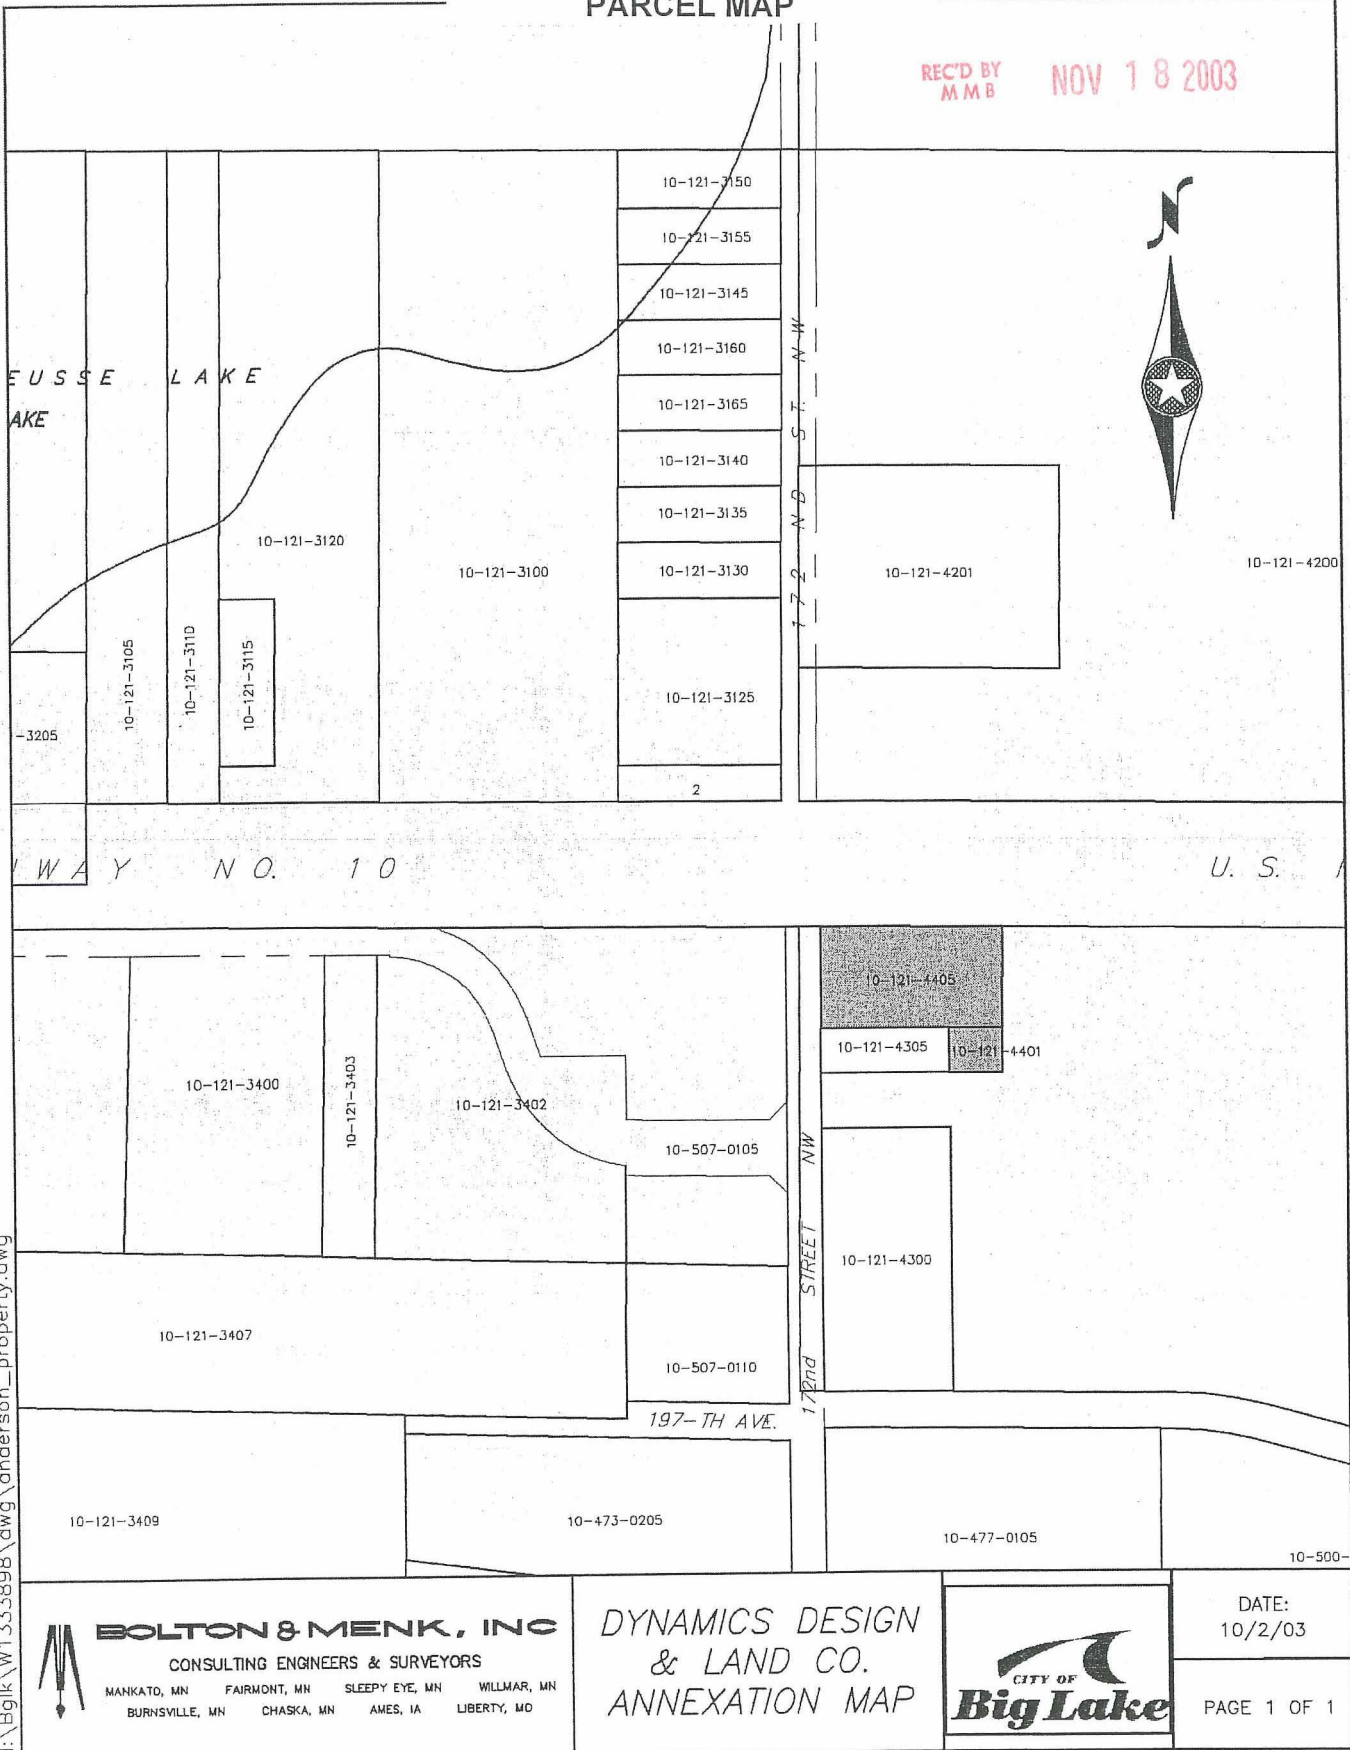 PARCEL MAP
REC'D BY
MMB
NOV 18 2003
N
10-121-3150
10-121-3155
10-121-3145
10-121-3160
10-121-3165
10-121-3140
10-121-3135
10-121-3130
10-121-3125
2
EUSSE LAKE
AKE
10-121-3120
10-121-3100
10-121-3105
10-121-3110
10-121-3115
-3205
172 ND ST. NW
10-121-4201
10-121-4200
WAY NO. 10
U. S.
10-121-4405
10-121-4305
10-121-4401
10-121-3400
10-121-3403
10-121-3402
10-507-0105
172nd STREET NW
10-121-4300
10-121-3407
10-507-0110
197-TH AVE.
10-121-3409
10-473-0205
10-477-0105
10-500-
\Bglk\W1333898\dwg\anderson_property.dwg
BOLTON & MENK, INC
CONSULTING ENGINEERS & SURVEYORS
MANKATO, MN FAIRMONT, MN SLEEPY EYE, MN WILLMAR, MN
BURNSVILLE, MN CHASKA, MN AMES, IA LIBERTY, MO
DYNAMICS DESIGN
& LAND CO.
ANNEXATION MAP
CITY OF
Big Lake
DATE:
10/2/03
PAGE 1 OF 1